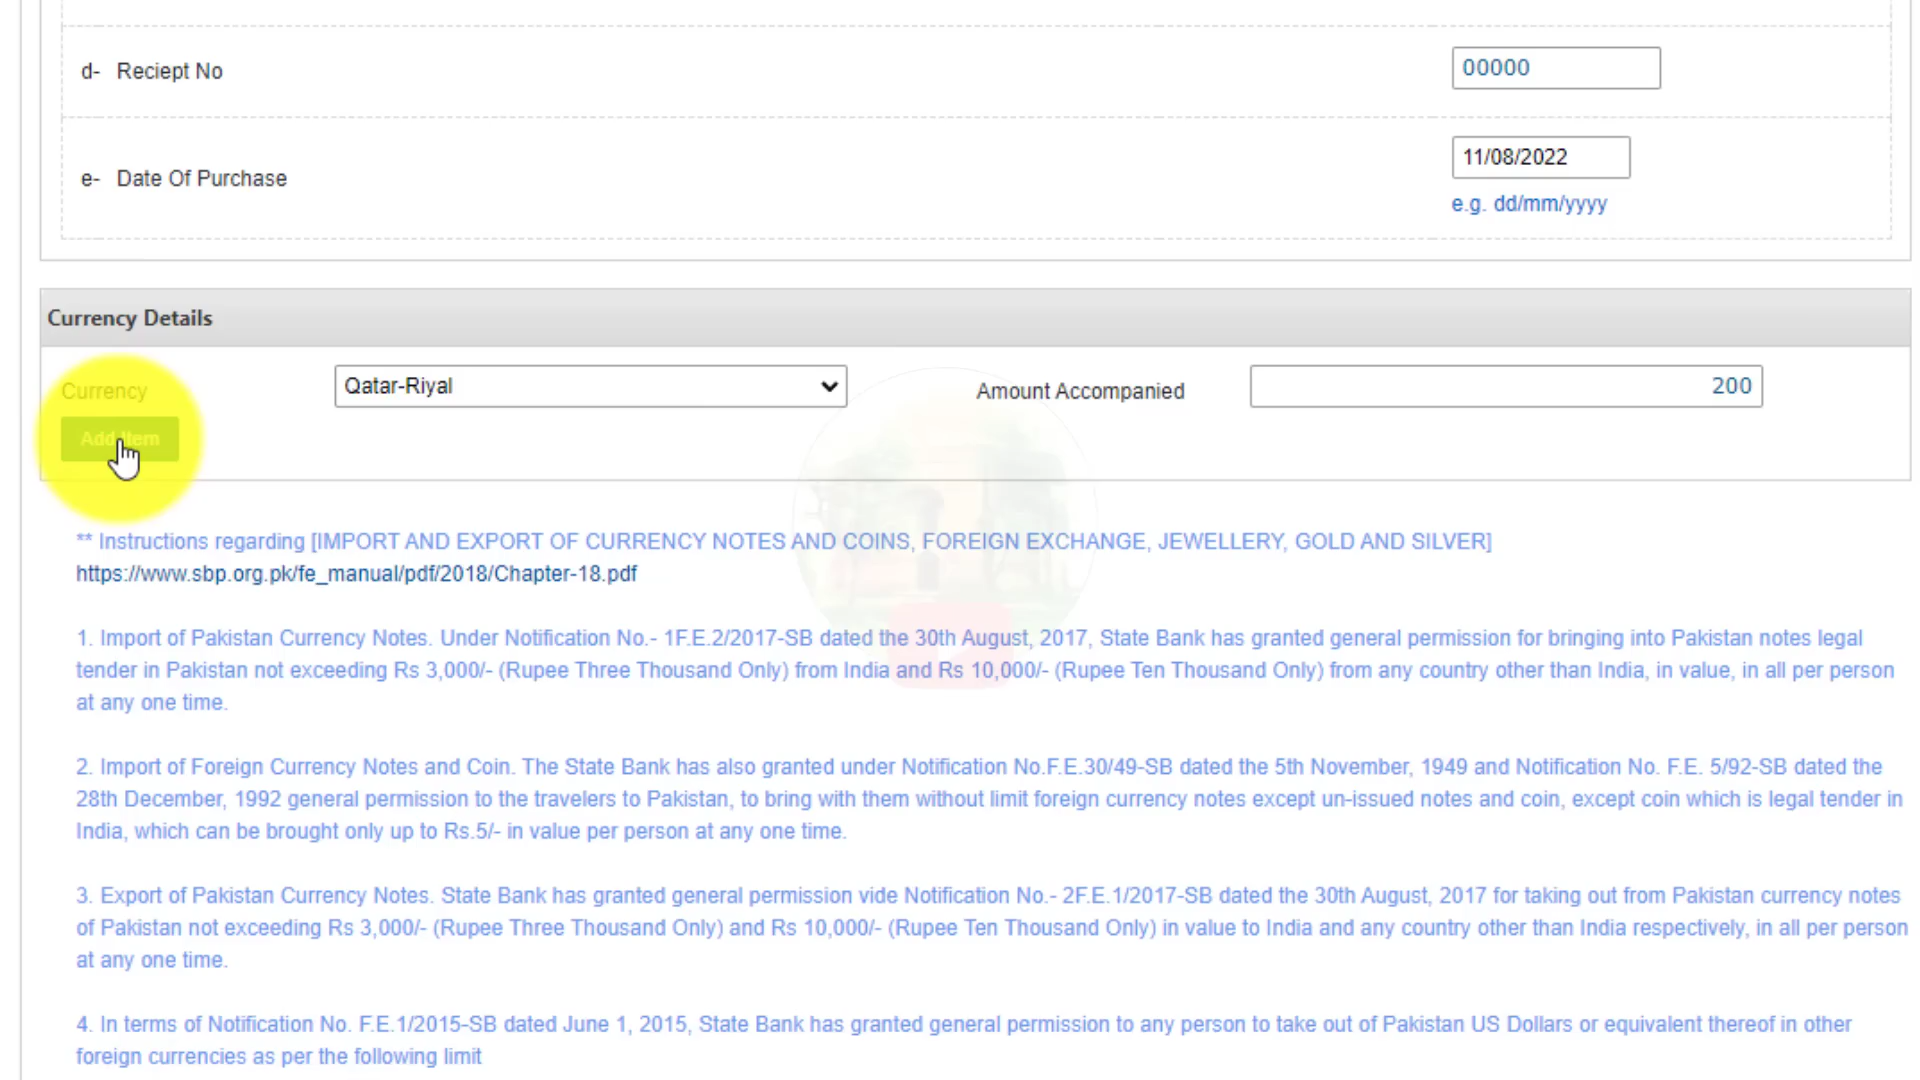 d- Reciept No
00000
e- Date Of Purchase
11/08/2022
e.g. dd/mm/yyyy
Currency Details
Currency
Qatar-Riyal
Amount Accompanied
200
Add Item
** Instructions regarding [IMPORT AND EXPORT OF CURRENCY NOTES AND COINS, FOREIGN EXCHANGE, JEWELLERY, GOLD AND SILVER]
https://www.sbp.org.pk/fe_manual/pdf/2018/Chapter-18.pdf
1. Import of Pakistan Currency Notes. Under Notification No.- 1F.E.2/2017-SB dated the 30th August, 2017, State Bank has granted general permission for bringing into Pakistan notes legal
tender in Pakistan not exceeding Rs 3,000/- (Rupee Three Thousand Only) from India and Rs 10,000/- (Rupee Ten Thousand Only) from any country other than India, in value, in all per person
at any one time.
2. Import of Foreign Currency Notes and Coin. The State Bank has also granted under Notification No.F.E.30/49-SB dated the 5th November, 1949 and Notification No. F.E. 5/92-SB dated the
28th December, 1992 general permission to the travelers to Pakistan, to bring with them without limit foreign currency notes except un-issued notes and coin, except coin which is legal tender in
India, which can be brought only up to Rs.5/- in value per person at any one time.
3. Export of Pakistan Currency Notes. State Bank has granted general permission vide Notification No.- 2F.E.1/2017-SB dated the 30th August, 2017 for taking out from Pakistan currency notes
of Pakistan not exceeding Rs 3,000/- (Rupee Three Thousand Only) and Rs 10,000/- (Rupee Ten Thousand Only) in value to India and any country other than India respectively, in all per person
at any one time.
4. In terms of Notification No. F.E.1/2015-SB dated June 1, 2015, State Bank has granted general permission to any person to take out of Pakistan US Dollars or equivalent thereof in other
foreign currencies as per the following limit